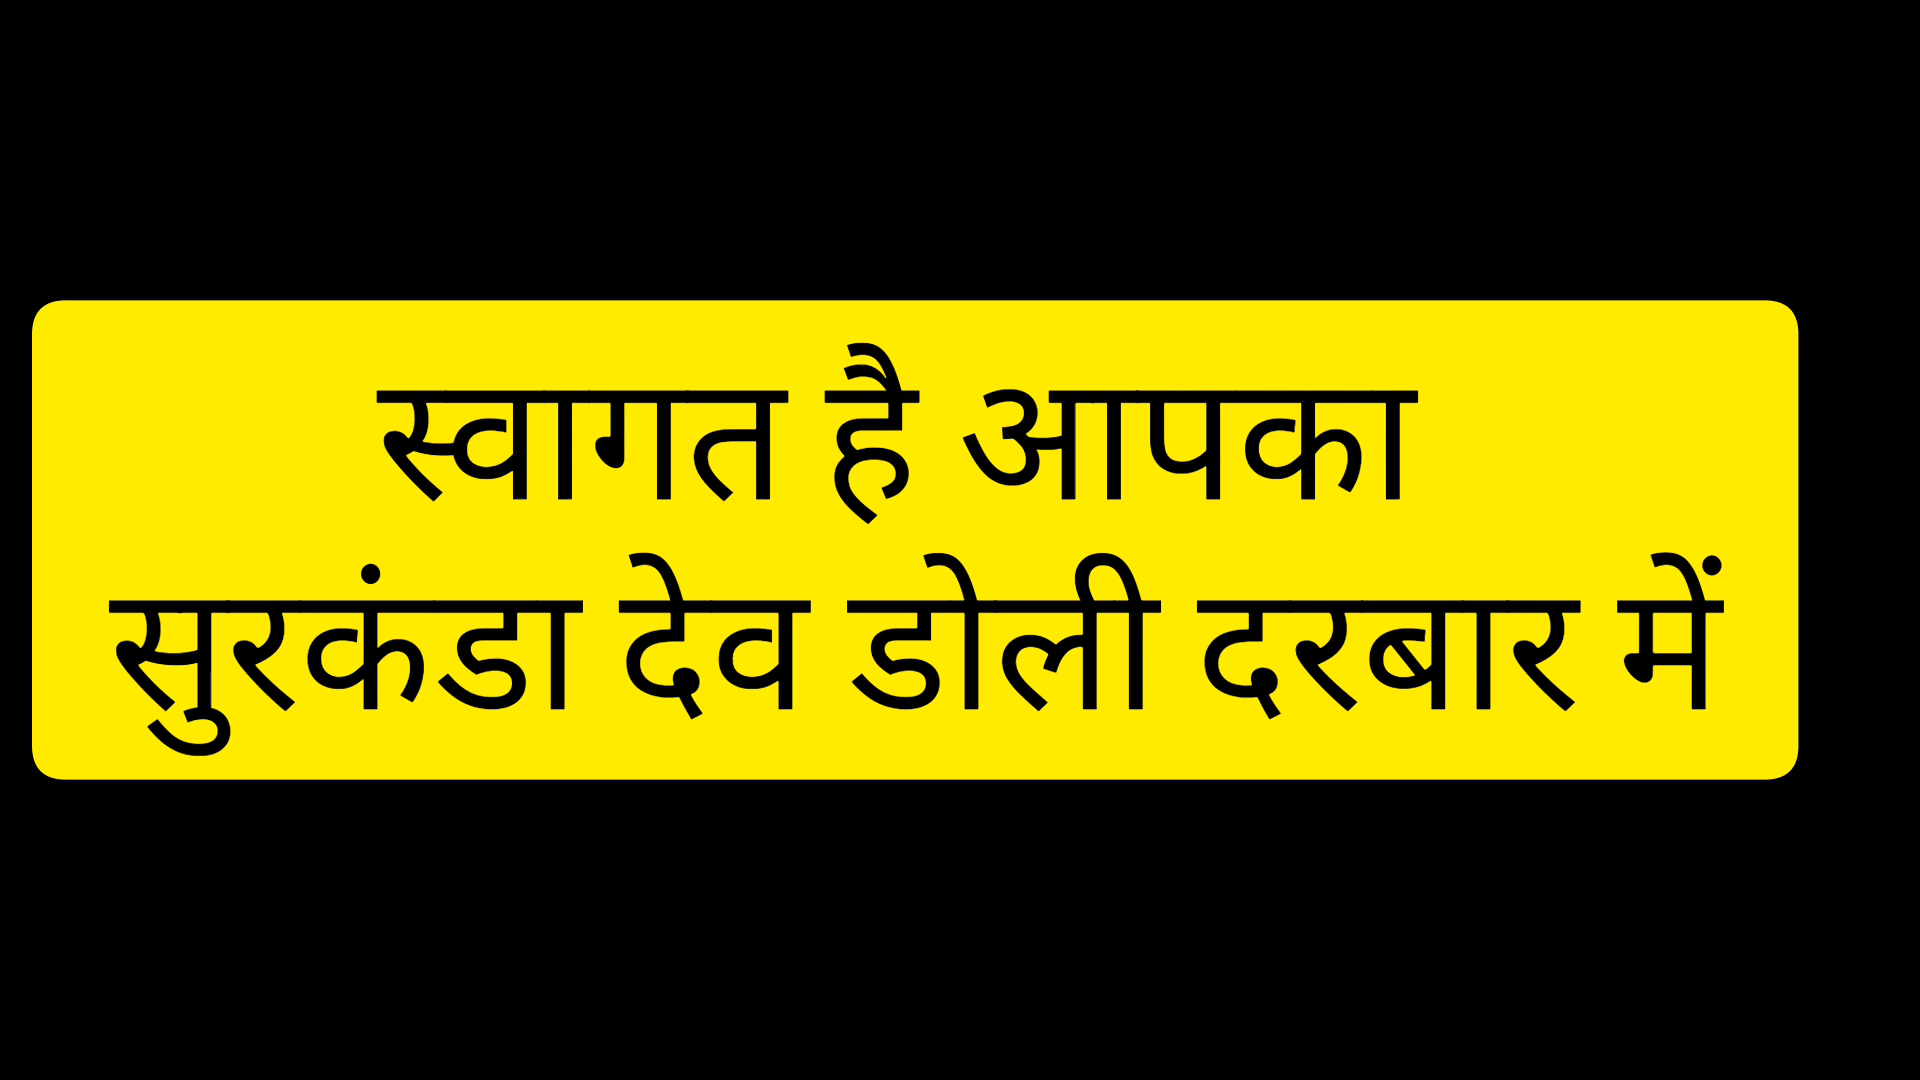 स्वागत है आपका
सुरकंडा देव डोली दरबार में